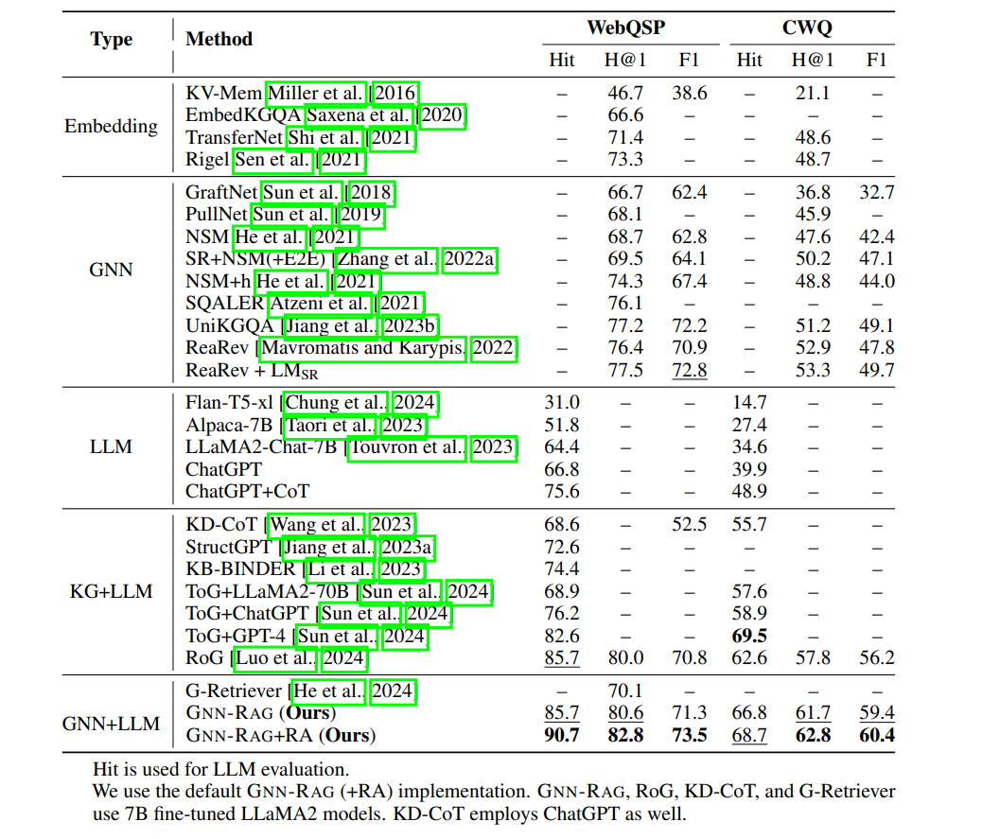 Type Method WebQSP CWQ
Hit H@1 F1 Hit H@1 F1
Embedding
KV-Mem Miller et al. [2016] – 46.7 38.6 – 21.1 –
EmbedKGQA Saxena et al. [2020] – 66.6 – – – –
TransferNet Shi et al. [2021] – 71.4 – – 48.6 –
Rigel Sen et al. [2021] – 73.3 – – 48.7 –
GNN
GraftNet Sun et al. [2018] – 66.7 62.4 – 36.8 32.7
PullNet Sun et al. [2019] – 68.1 – – 45.9 –
NSM He et al. [2021] – 68.7 62.8 – 47.6 42.4
SR+NSM(+E2E) [Zhang et al., 2022a] – 69.5 64.1 – 50.2 47.1
NSM+h He et al. [2021] – 74.3 67.4 – 48.8 44.0
SQALER Atzeni et al. [2021] – 76.1 – – – –
UniKGQA [Jiang et al., 2023b] – 77.2 72.2 – 51.2 49.1
ReaRev [Mavromatis and Karypis, 2022] – 76.4 70.9 – 52.9 47.8
ReaRev + LMSR – 77.5 72.8 – 53.3 49.7
LLM
Flan-T5-xl [Chung et al., 2024] 31.0 – – 14.7 – –
Alpaca-7B [Taori et al., 2023] 51.8 – – 27.4 – –
LLaMA2-Chat-7B [Touvron et al., 2023] 64.4 – – 34.6 – –
ChatGPT 66.8 – – 39.9 – –
ChatGPT+CoT 75.6 – – 48.9 – –
KG+LLM
KD-CoT [Wang et al., 2023] 68.6 – 52.5 55.7 – –
StructGPT [Jiang et al., 2023a] 72.6 – – – – –
KB-BINDER [Li et al., 2023] 74.4 – – – – –
ToG+LLaMA2-70B [Sun et al., 2024] 68.9 – – 57.6 – –
ToG+ChatGPT [Sun et al., 2024] 76.2 – – 58.9 – –
ToG+GPT-4 [Sun et al., 2024] 82.6 – – 69.5 – –
RoG [Luo et al., 2024] 85.7 80.0 70.8 62.6 57.8 56.2
GNN+LLM
G-Retriever [He et al., 2024] – 70.1 – – – –
GNN-RAG (Ours) 85.7 80.6 71.3 66.8 61.7 59.4
GNN-RAG+RA (Ours) 90.7 82.8 73.5 68.7 62.8 60.4
Hit is used for LLM evaluation.
We use the default GNN-RAG (+RA) implementation. GNN-RAG, RoG, KD-CoT, and G-Retriever
use 7B fine-tuned LLaMA2 models. KD-CoT employs ChatGPT as well.